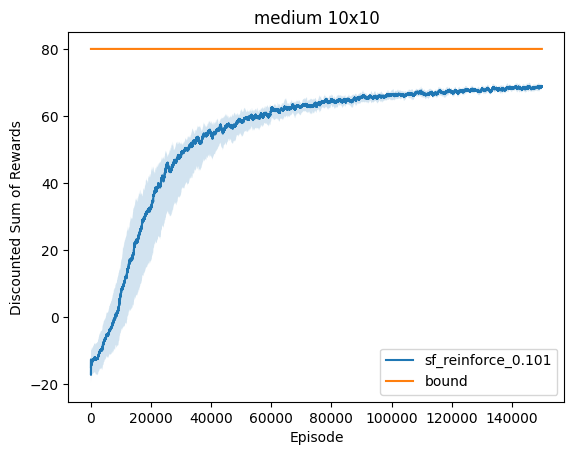 medium 10x10
Discounted Sum of Rewards
80
60
40
20
0
−20
0 20000 40000 60000 80000 100000 120000 140000
Episode
sf_reinforce_0.101
bound